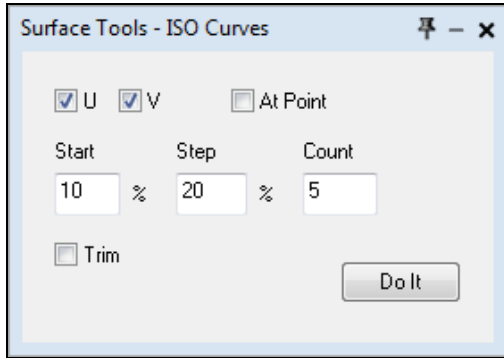 Surface Tools - ISO Curves
U V At Point
Start Step Count
10 % 20 % 5
Trim
Do It